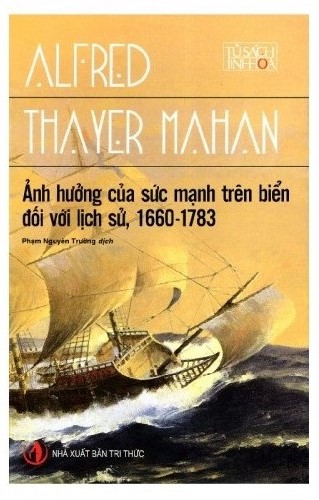 ALFRED
TỦ SÁCH
TINH HOA
THAYER MAHAN
Ảnh hưởng của sức mạnh trên biển
đối với lịch sử, 1660-1783
Phạm Nguyên Trường dịch
NHÀ XUẤT BẢN TRI THỨC